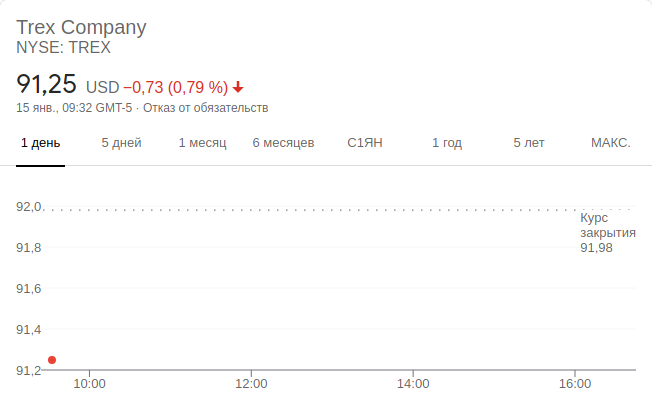 Trex Company
NYSE: TREX
91,25 USD −0,73 (0,79 %)
15 янв., 09:32 GMT-5 · Отказ от обязательств
1 день 5 дней 1 месяц 6 месяцев С1ЯН 1 год 5 лет МАКС.
92,0
Курс
закрытия
91,98
91,8
91,6
91,4
91,2
10:00 12:00 14:00 16:00